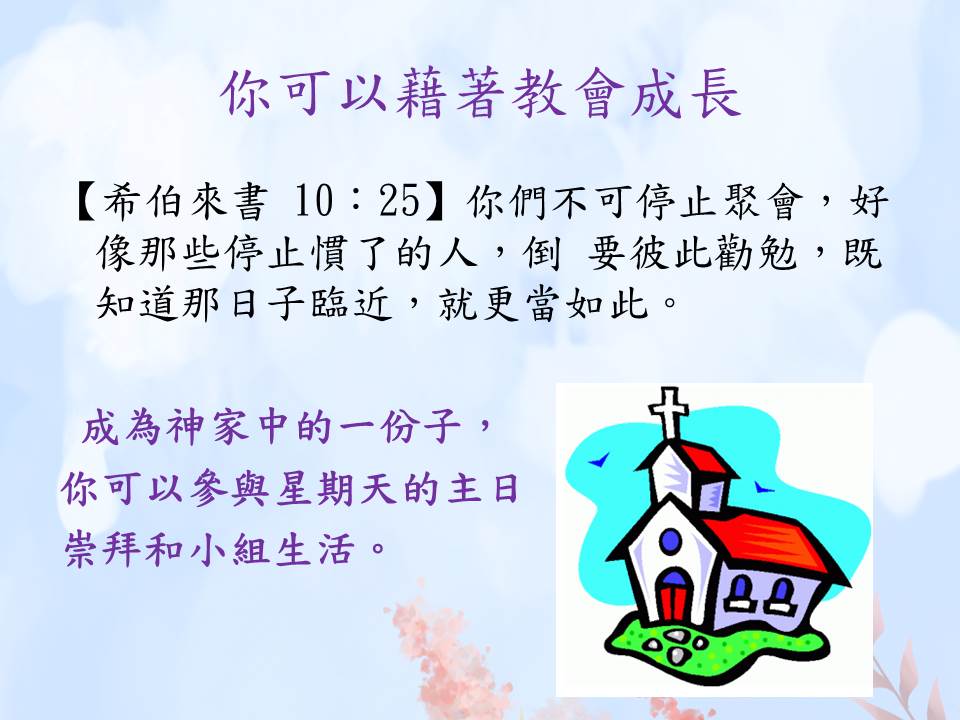 你可以藉著教會成長
【希伯來書 10：25】你們不可停止聚會，好
像那些停止慣了的人，倒 要彼此勸勉，既
知道那日子臨近，就更當如此。
成為神家中的一份子，
你可以參與星期天的主日
崇拜和小組生活。